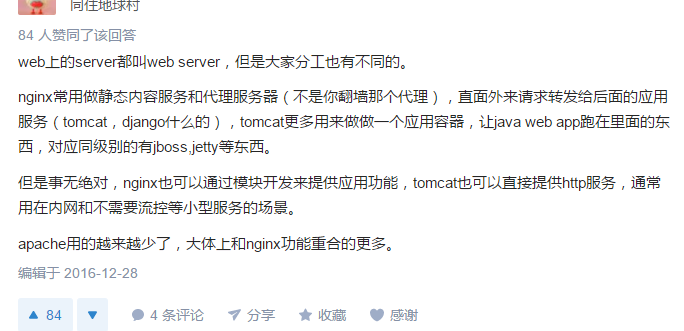 同住地球村
84 人赞同了该回答
web上的server都叫web server，但是大家分工也有不同的。
nginx常用做静态内容服务和代理服务器（不是你翻墙那个代理），直面外来请求转发给后面的应用
服务（tomcat，django什么的），tomcat更多用来做做一个应用容器，让java web app跑在里面的东
西，对应同级别的有jboss,jetty等东西。
但是事无绝对，nginx也可以通过模块开发来提供应用功能，tomcat也可以直接提供http服务，通常
用在内网和不需要流控等小型服务的场景。
apache用的越来越少了，大体上和nginx功能重合的更多。
编辑于 2016-12-28
84 4 条评论 分享 收藏 感谢